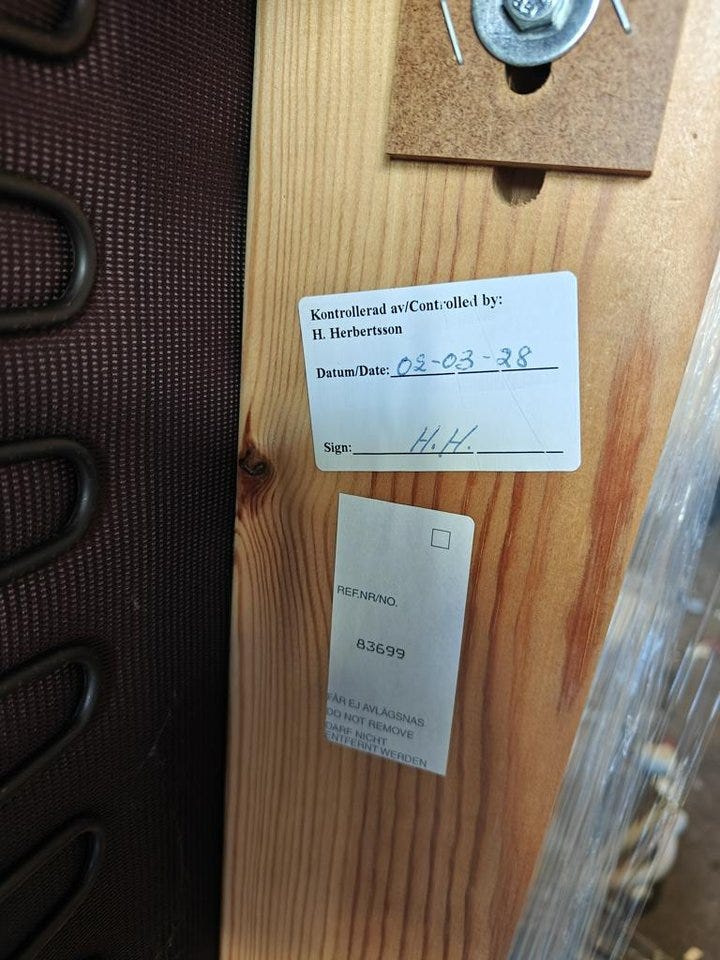 Kontrollerad av/Controlled by:
H. Herbertsson
Datum/Date: 02-03-28
Sign: H.H.
REF.NR/NO.
83699
FÅR EJ AVLÄGSNAS
DO NOT REMOVE
DARF NICHT
ENTFERNT WERDEN